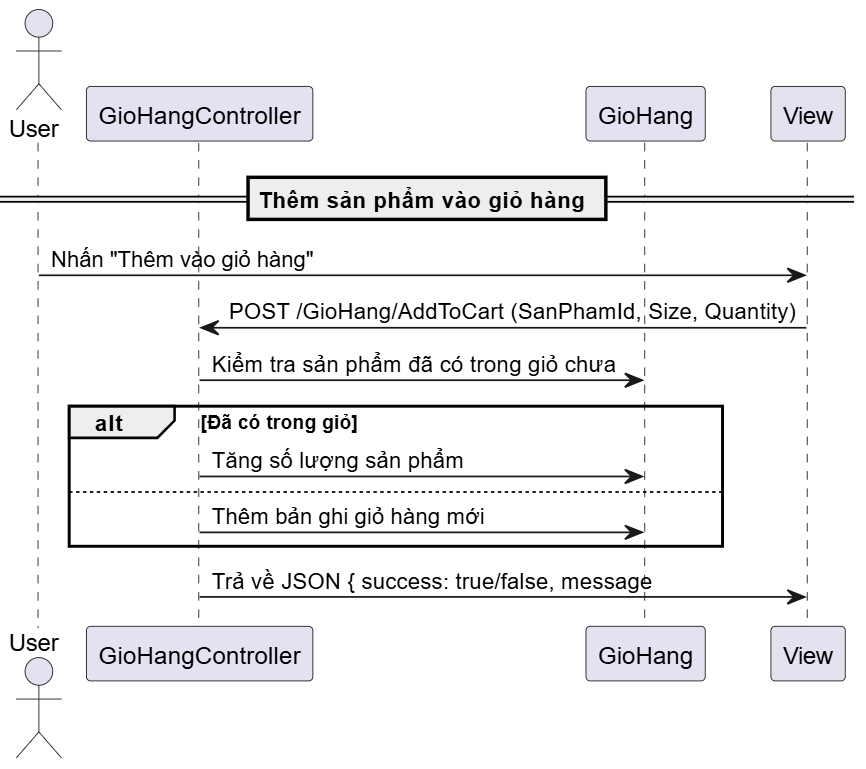 User
GioHangController
GioHang
View
Thêm sản phẩm vào giỏ hàng
Nhấn "Thêm vào giỏ hàng"
POST /GioHang/AddToCart (SanPhamId, Size, Quantity)
Kiểm tra sản phẩm đã có trong giỏ chưa
alt
[Đã có trong giỏ]
Tăng số lượng sản phẩm
Thêm bản ghi giỏ hàng mới
Trả về JSON { success: true/false, message
User
GioHangController
GioHang
View